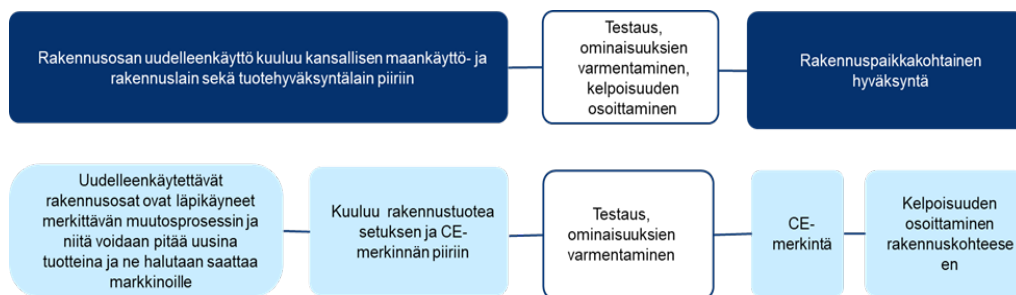 Rakennusosan uudelleenkäyttö kuuluu kansallisen maankäyttö- ja
rakennuslain sekä tuotehyväksyntälain piiriin
Testaus,
ominaisuuksien
varmentaminen,
kelpoisuuden
osoittaminen
Rakennuspaikkakohtainen
hyväksyntä
Uudelleenkäytettävät
rakennusosat ovat läpikäyneet
merkittävän muutosprosessin ja
niitä voidaan pitää uusina
tuotteina ja ne halutaan saattaa
markkinoille
Kuuluu rakennustuotea
setuksen ja CE-
merkinnän piiriin
Testaus,
ominaisuuksien
varmentaminen
CE-
merkintä
Kelpoisuuden
osoittaminen
rakennuskohteese
en